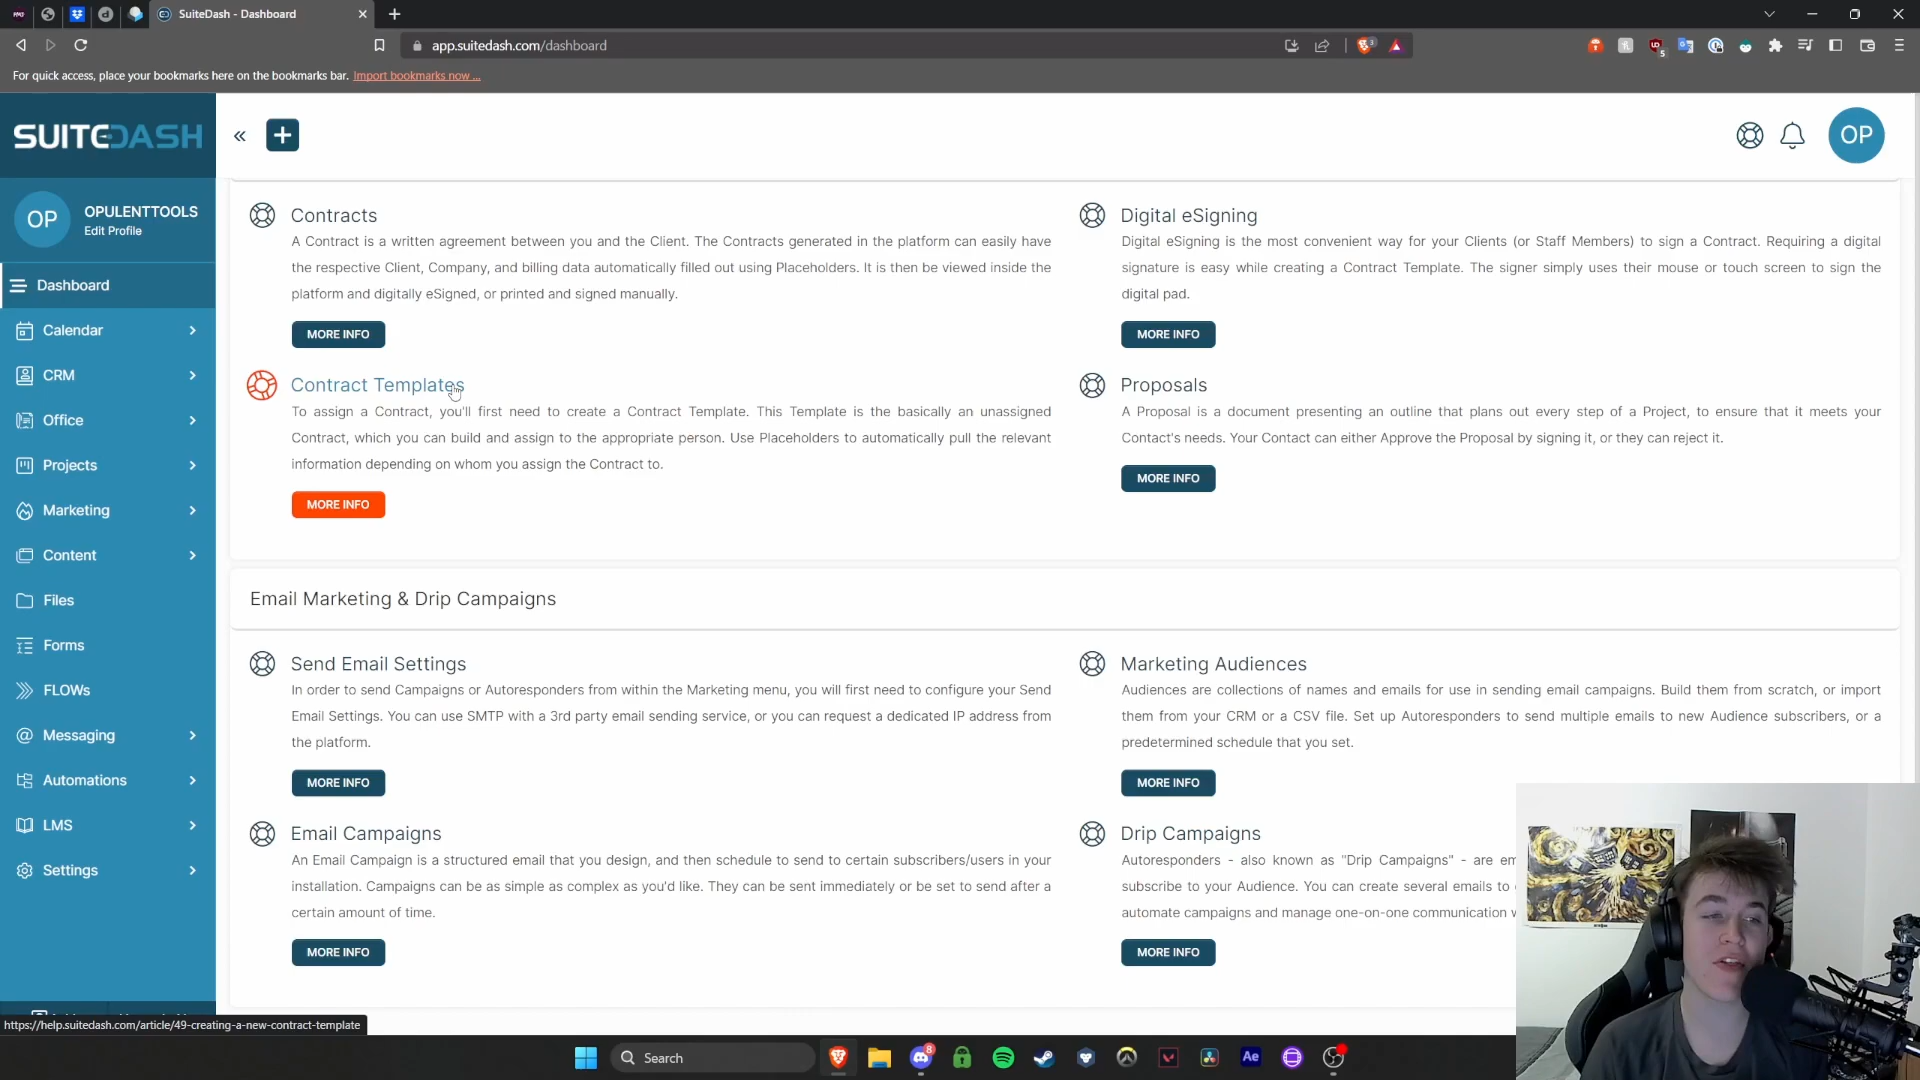 SuiteDash - Dashboard
app.suitedash.com/dashboard
For quick access, place your bookmarks here on the bookmarks bar. Import bookmarks now ...
SUITEDASH
OP
OP
OPULENTTOOLS
Edit Profile
Dashboard
Calendar
CRM
Office
Projects
Marketing
Content
Files
Forms
FLOWs
Messaging
Automations
LMS
Settings
Contracts
A Contract is a written agreement between you and the Client. The Contracts generated in the platform can easily have
the respective Client, Company, and billing data automatically filled out using Placeholders. It is then be viewed inside the
platform and digitally eSigned, or printed and signed manually.
MORE INFO
Digital eSigning
Digital eSigning is the most convenient way for your Clients (or Staff Members) to sign a Contract. Requiring a digital
signature is easy while creating a Contract Template. The signer simply uses their mouse or touch screen to sign the
digital pad.
MORE INFO
Contract Templates
To assign a Contract, you'll first need to create a Contract Template. This Template is the basically an unassigned
Contract, which you can build and assign to the appropriate person. Use Placeholders to automatically pull the relevant
information depending on whom you assign the Contract to.
MORE INFO
Proposals
A Proposal is a document presenting an outline that plans out every step of a Project, to ensure that it meets your
Contact's needs. Your Contact can either Approve the Proposal by signing it, or they can reject it.
MORE INFO
Email Marketing & Drip Campaigns
Send Email Settings
In order to send Campaigns or Autoresponders from within the Marketing menu, you will first need to configure your Send
Email Settings. You can use SMTP with a 3rd party email sending service, or you can request a dedicated IP address from
the platform.
MORE INFO
Marketing Audiences
Audiences are collections of names and emails for use in sending email campaigns. Build them from scratch, or import
them from your CRM or a CSV file. Set up Autoresponders to send multiple emails to new Audience subscribers, or a
predetermined schedule that you set.
MORE INFO
Email Campaigns
An Email Campaign is a structured email that you design, and then schedule to send to certain subscribers/users in your
installation. Campaigns can be as simple as complex as you'd like. They can be sent immediately or be set to send after a
certain amount of time.
MORE INFO
Drip Campaigns
Autoresponders - also known as "Drip Campaigns" - are em
subscribe to your Audience. You can create several emails to
automate campaigns and manage one-on-one communication
MORE INFO
https://help.suitedash.com/article/49-creating-a-new-contract-template
Search
8
Ae